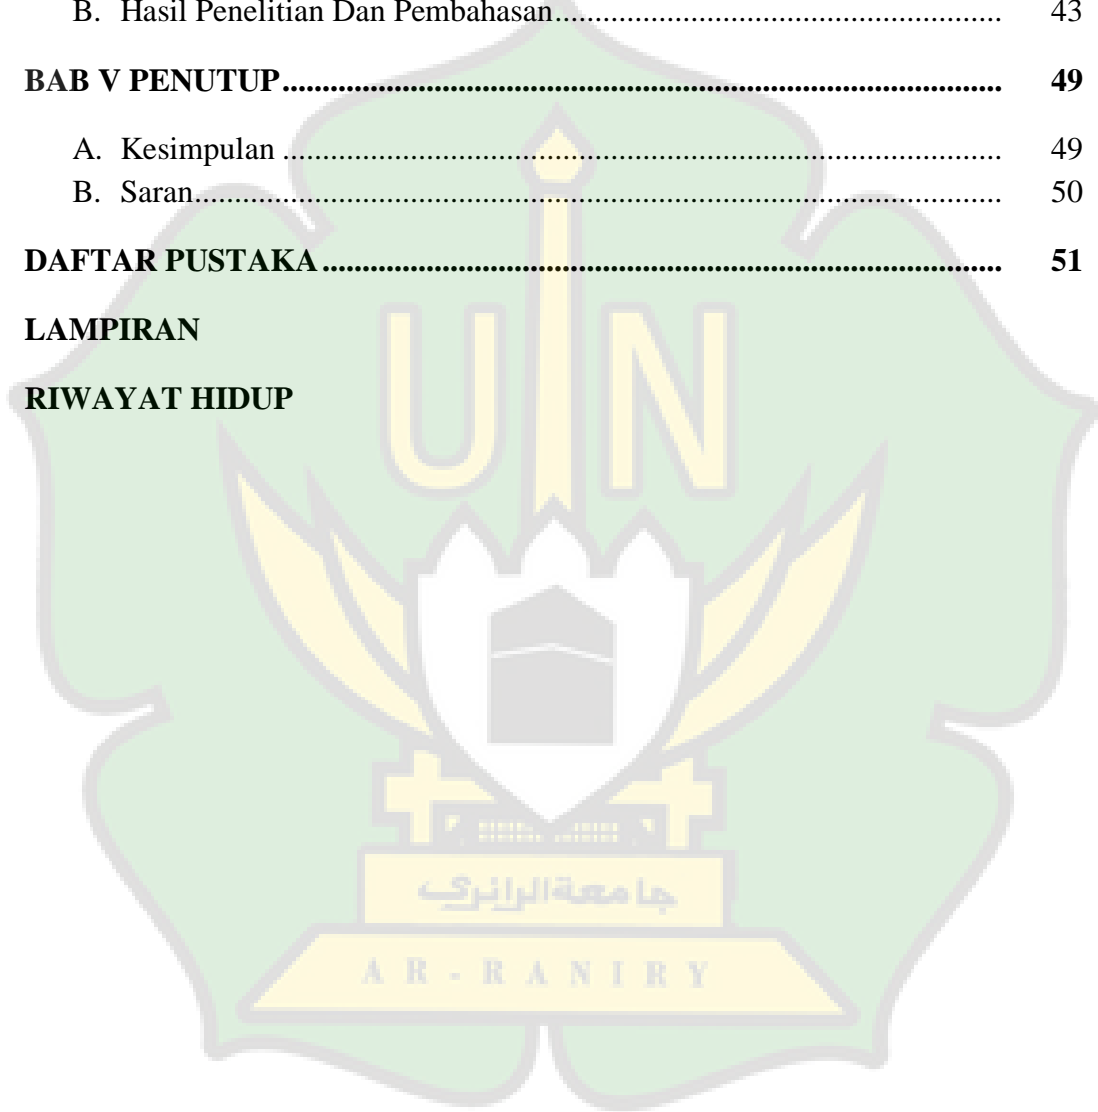 B. Hasil Penelitian Dan Pembahasan.......................................................... 43
BAB V PENUTUP............................................................................................ 49
A. Kesimpulan ............................................................................................ 49
B. Saran....................................................................................................... 50
DAFTAR PUSTAKA....................................................................................... 51
LAMPIRAN
RIWAYAT HIDUP
UIN
جامعة الرانري
AR-RANIRY